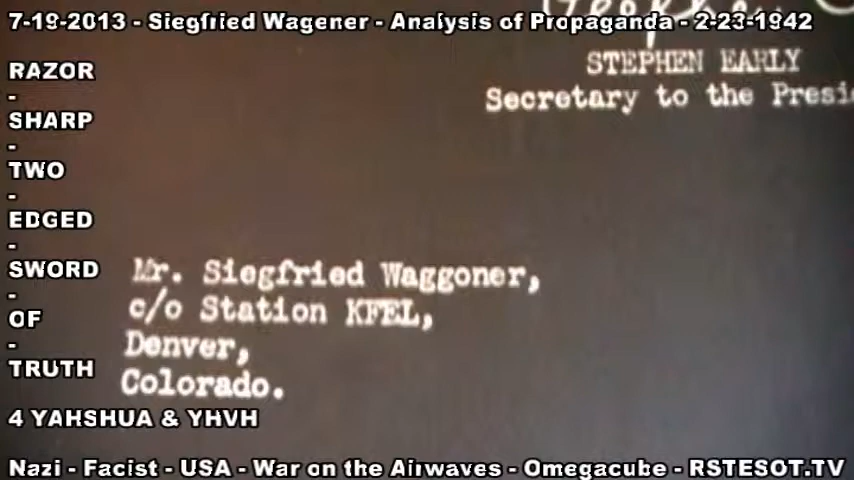 7-19-2013 - Siegfried Wagener - Analysis of Propaganda - 2-23-1942
STEPHEN EARLY
Secretary to the
RAZOR
-
SHARP
-
TWO
-
EDGED
-
SWORD
-
OF
-
TRUTH
4 YAHSHUA & YHVH
Mr. Siegfried Waggoner,
c/o Station KFEL,
Denver,
Colorado.
Nazi - Facist - USA - War on the Airwaves - Omegacube - RSTESOT.TV